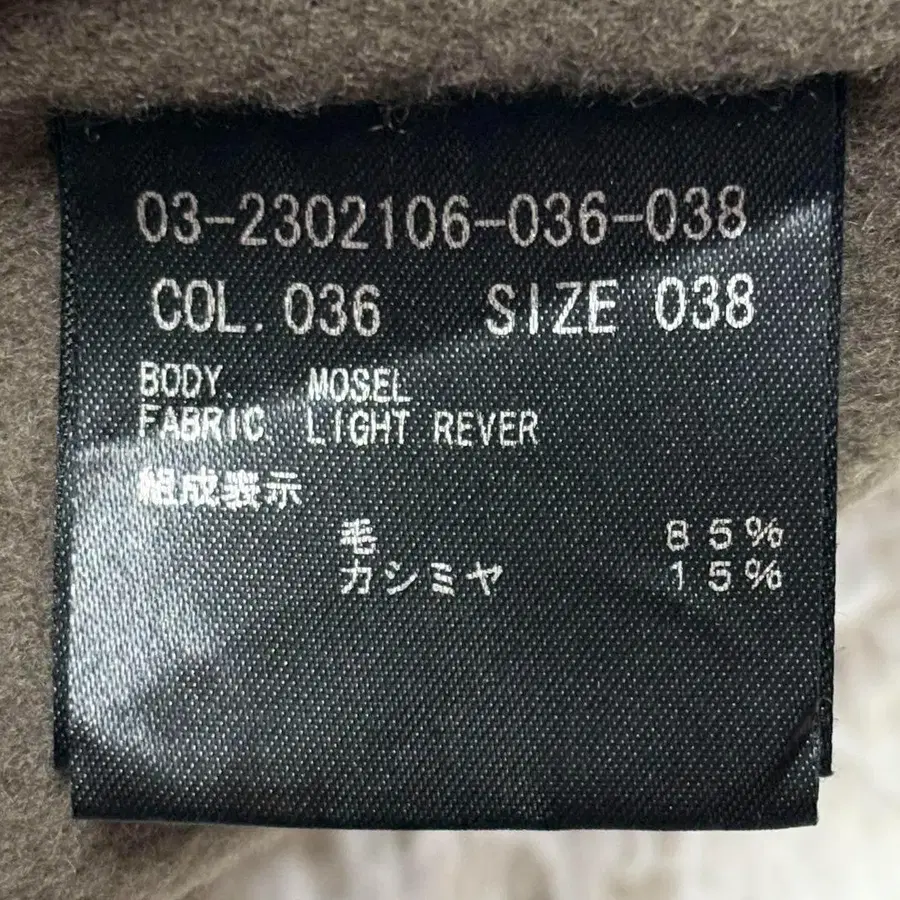 03-2302106-036-038
COL. 036 SIZE 038
BODY. MOSEL
FABRIC LIGHT REVER
組成表示
毛 85%
カシミヤ 15%